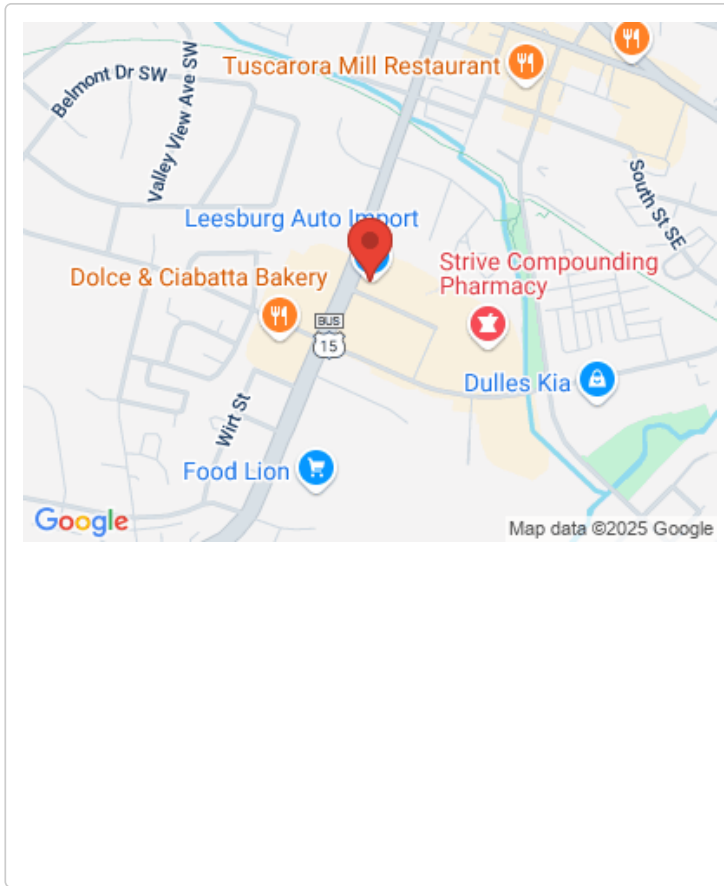 Tuscarora Mill Restaurant
Belmont Dr SW
Valley View Ave SW
South St SE
Leesburg Auto Import
Strive Compounding
Pharmacy
Dolce & Ciabatta Bakery
BUS
15
Dulles Kia
Wirt St
Food Lion
Google
Map data ©2025 Google